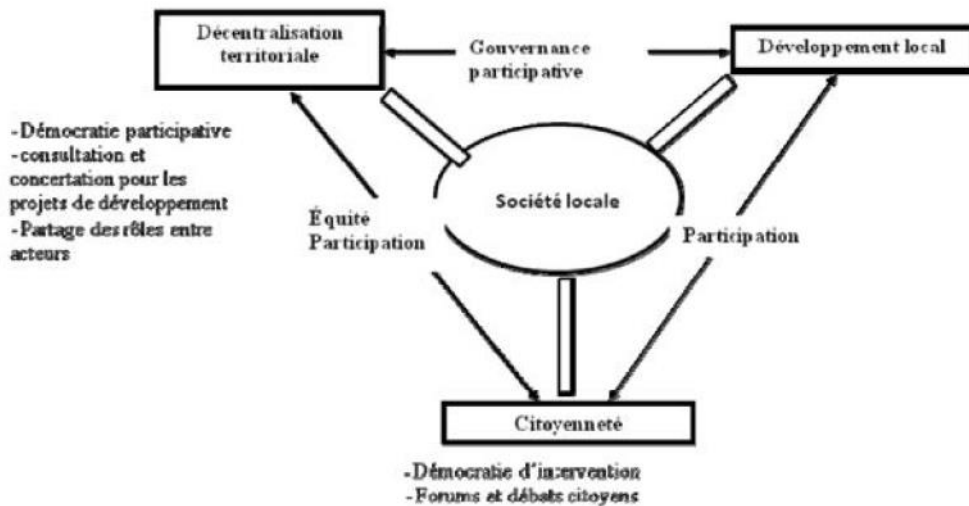 Décentralisation
territoriale
Gouvernance
participative
Développement local
-Démocratie participative
-consultation et
concertation pour les
projets de développement
-Partage des rôles entre
acteurs
Équité
Participation
Société locale
Participation
Citoyenneté
-Démocratie d'intervention
-Forums et débats citoyens